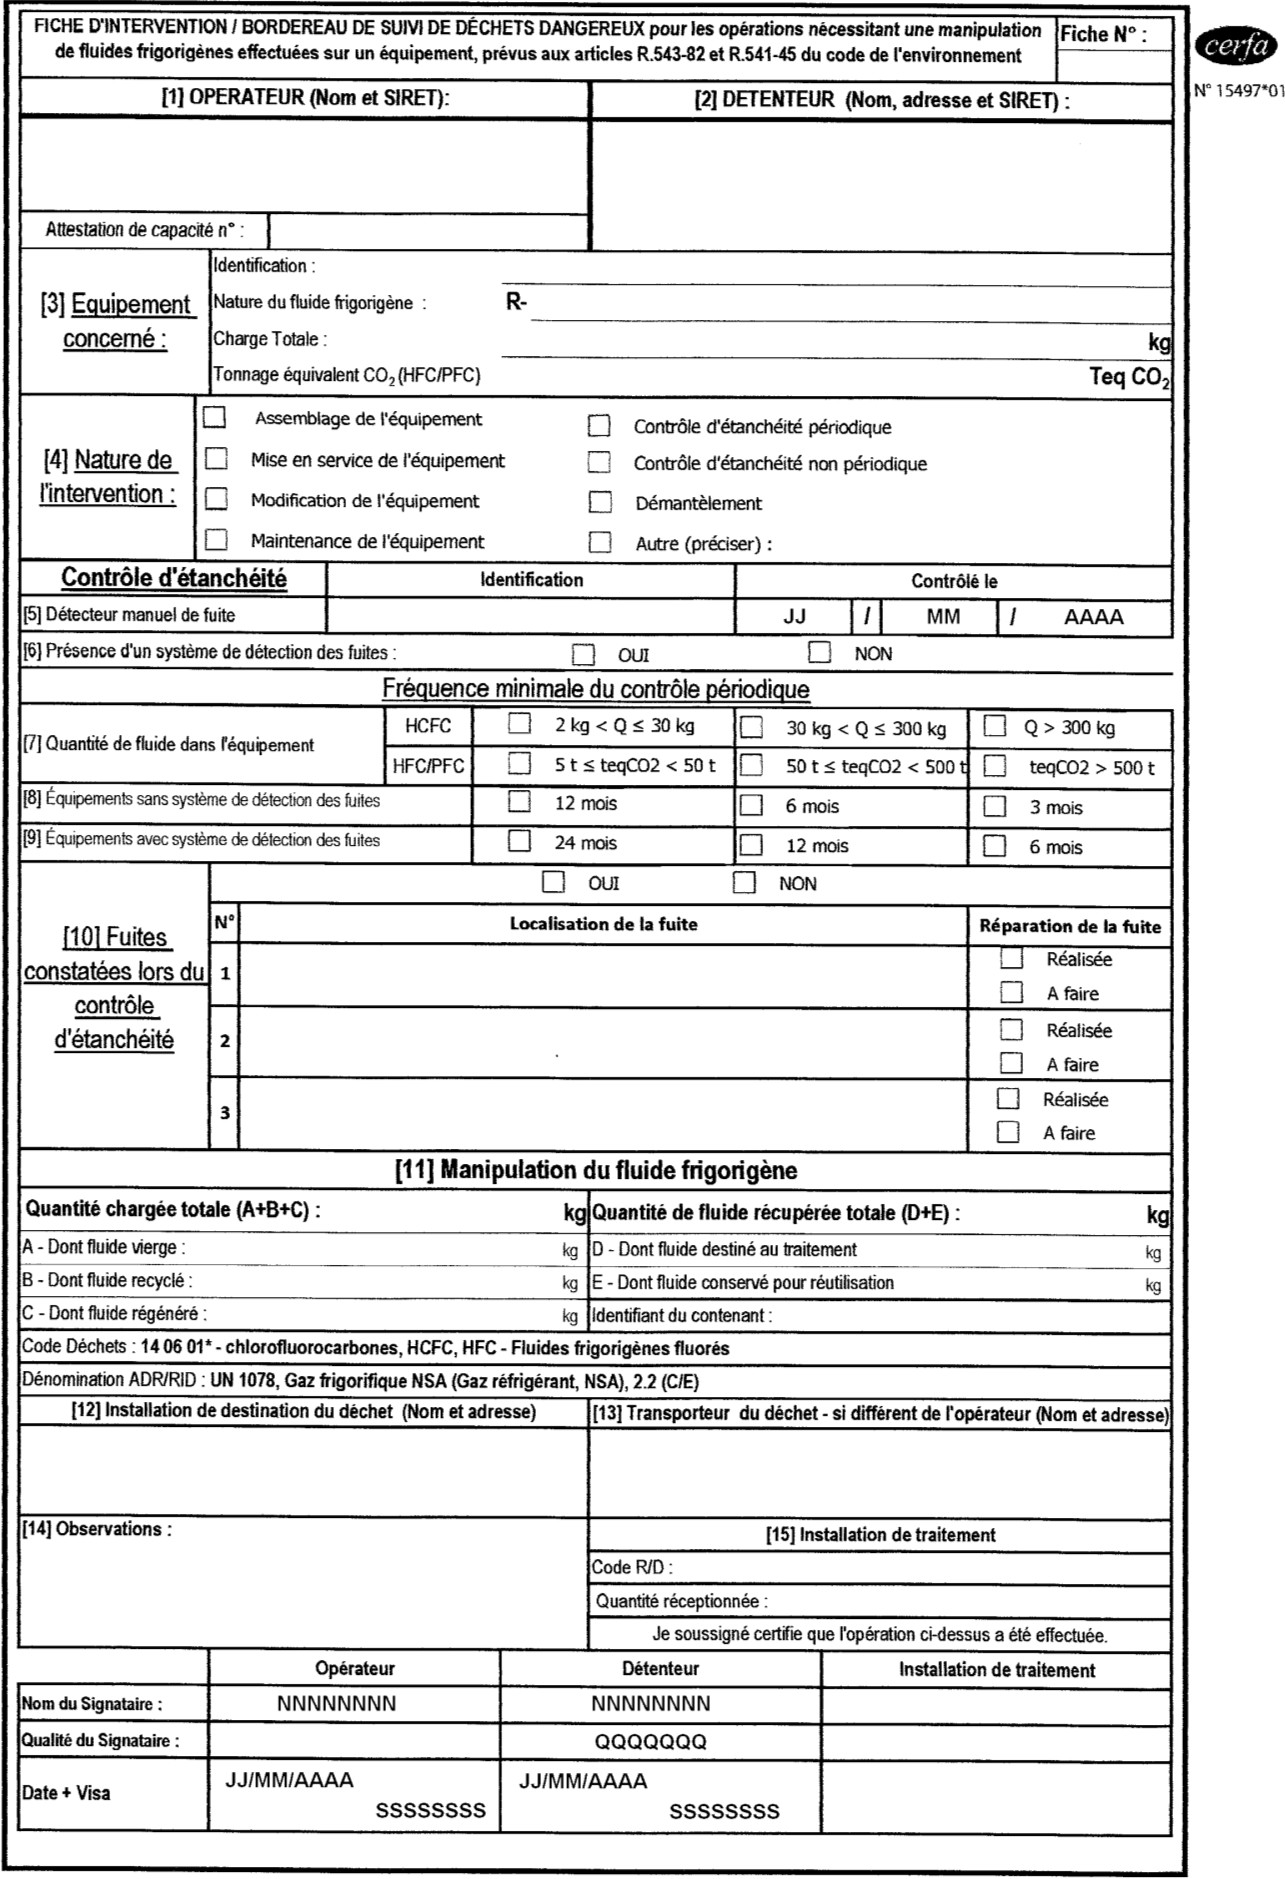 FICHE D'INTERVENTION / BORDEREAU DE SUIVI DE DÉCHETS DANGEREUX pour les opérations nécessitant une manipulation
de fluides frigorigènes effectuées sur un équipement, prévus aux articles R.543-82 et R.541-45 du code de l'environnement
Fiche N° :
cerfa
N° 15497*01
[1] OPERATEUR (Nom et SIRET):
[2] DETENTEUR (Nom, adresse et SIRET) :
Attestation de capacité n° :
[3] Equipement
concerné :
Identification :
Nature du fluide frigorigène : R-
Charge Totale : kg
Tonnage équivalent CO₂ (HFC/PFC) Teq CO₂
[4] Nature de
l'intervention :
Assemblage de l'équipement
Contrôle d'étanchéité périodique
Mise en service de l'équipement
Contrôle d'étanchéité non périodique
Modification de l'équipement
Démantèlement
Maintenance de l'équipement
Autre (préciser) :
Contrôle d'étanchéité Identification Contrôlé le
[5] Détecteur manuel de fuite JJ / MM / AAAA
[6] Présence d'un système de détection des fuites : OUI NON
Fréquence minimale du contrôle périodique
[7] Quantité de fluide dans l'équipement
HCFC 2 kg < Q ≤ 30 kg 30 kg < Q ≤ 300 kg Q > 300 kg
HFC/PFC 5 t ≤ teqCO2 < 50 t 50 t ≤ teqCO2 < 500 t teqCO2 > 500 t
[8] Équipements sans système de détection des fuites 12 mois 6 mois 3 mois
[9] Équipements avec système de détection des fuites 24 mois 12 mois 6 mois
[10] Fuites
constatées lors du
contrôle
d'étanchéité
OUI NON
N° Localisation de la fuite Réparation de la fuite
1 Réalisée
A faire
2 Réalisée
A faire
3 Réalisée
A faire
[11] Manipulation du fluide frigorigène
Quantité chargée totale (A+B+C) : kg Quantité de fluide récupérée totale (D+E) : kg
A - Dont fluide vierge : kg D - Dont fluide destiné au traitement kg
B - Dont fluide recyclé : kg E - Dont fluide conservé pour réutilisation kg
C - Dont fluide régénéré : kg Identifiant du contenant :
Code Déchets : 14 06 01* - chlorofluorocarbones, HCFC, HFC - Fluides frigorigènes fluorés
Dénomination ADR/RID : UN 1078, Gaz frigorifique NSA (Gaz réfrigérant, NSA), 2.2 (C/E)
[12] Installation de destination du déchet (Nom et adresse)
[13] Transporteur du déchet - si différent de l'opérateur (Nom et adresse)
[14] Observations :
[15] Installation de traitement
Code R/D :
Quantité réceptionnée :
Je soussigné certifie que l'opération ci-dessus a été effectuée.
Opérateur Détenteur Installation de traitement
Nom du Signataire : NNNNNNNN NNNNNNNN
Qualité du Signataire : QQQQQQQ
Date + Visa
JJ/MM/AAAA JJ/MM/AAAA
SSSSSSSS SSSSSSSS